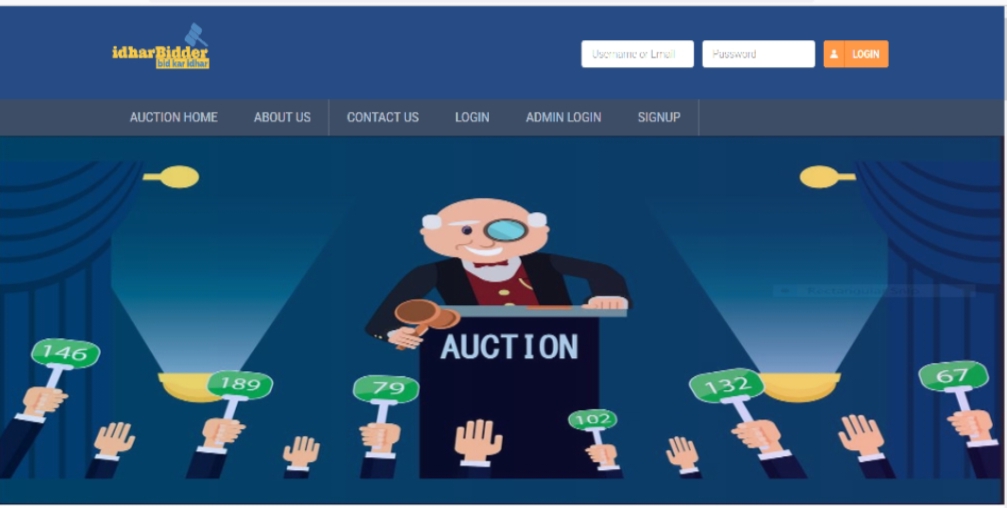 idharBidder
bid kar idhar
Username or Email
Password
LOGIN
AUCTION HOME
ABOUT US
CONTACT US
LOGIN
ADMIN LOGIN
SIGNUP
AUCTION
146
189
79
102
132
67